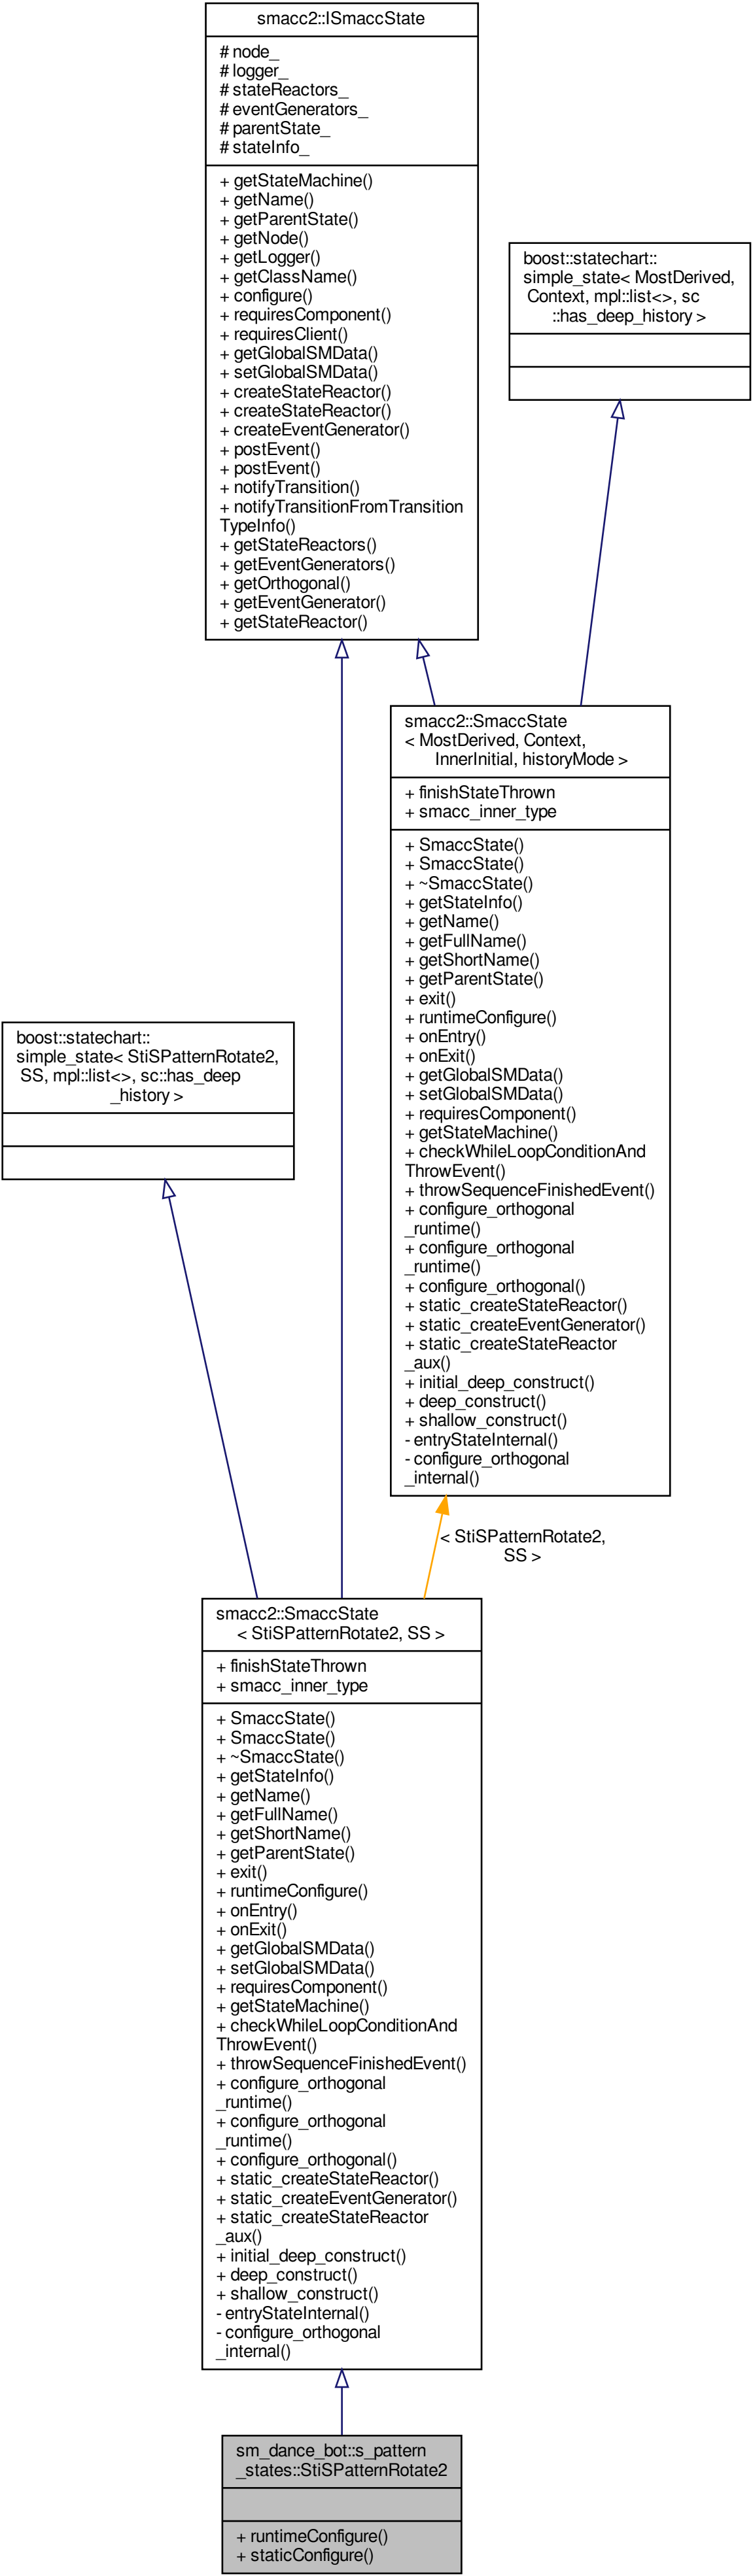 smacc2::ISmaccState
# node_
# logger_
# stateReactors_
# eventGenerators_
# parentState_
# stateInfo_
+ getStateMachine()
+ getName()
+ getParentState()
+ getNode()
+ getLogger()
+ getClassName()
+ configure()
+ requiresComponent()
+ requiresClient()
+ getGlobalSMData()
+ setGlobalSMData()
+ createStateReactor()
+ createStateReactor()
+ createEventGenerator()
+ postEvent()
+ postEvent()
+ notifyTransition()
+ notifyTransitionFromTransition
TypeInfo()
+ getStateReactors()
+ getEventGenerators()
+ getOrthogonal()
+ getEventGenerator()
+ getStateReactor()
boost::statechart::
simple_state< MostDerived,
Context, mpl::list<>, sc
::has_deep_history >
smacc2::SmaccState
< MostDerived, Context,
InnerInitial, historyMode >
+ finishStateThrown
+ smacc_inner_type
+ SmaccState()
+ SmaccState()
+ ~SmaccState()
+ getStateInfo()
+ getName()
+ getFullName()
+ getShortName()
+ getParentState()
+ exit()
+ runtimeConfigure()
+ onEntry()
+ onExit()
+ getGlobalSMData()
+ setGlobalSMData()
+ requiresComponent()
+ getStateMachine()
+ checkWhileLoopConditionAnd
ThrowEvent()
+ throwSequenceFinishedEvent()
+ configure_orthogonal
_runtime()
+ configure_orthogonal
_runtime()
+ configure_orthogonal()
+ static_createStateReactor()
+ static_createEventGenerator()
+ static_createStateReactor
_aux()
+ initial_deep_construct()
+ deep_construct()
+ shallow_construct()
- entryStateInternal()
- configure_orthogonal
_internal()
boost::statechart::
simple_state< StiSPatternRotate2,
SS, mpl::list<>, sc::has_deep
_history >
< StiSPatternRotate2,
SS >
smacc2::SmaccState
< StiSPatternRotate2, SS >
+ finishStateThrown
+ smacc_inner_type
+ SmaccState()
+ SmaccState()
+ ~SmaccState()
+ getStateInfo()
+ getName()
+ getFullName()
+ getShortName()
+ getParentState()
+ exit()
+ runtimeConfigure()
+ onEntry()
+ onExit()
+ getGlobalSMData()
+ setGlobalSMData()
+ requiresComponent()
+ getStateMachine()
+ checkWhileLoopConditionAnd
ThrowEvent()
+ throwSequenceFinishedEvent()
+ configure_orthogonal
_runtime()
+ configure_orthogonal
_runtime()
+ configure_orthogonal()
+ static_createStateReactor()
+ static_createEventGenerator()
+ static_createStateReactor
_aux()
+ initial_deep_construct()
+ deep_construct()
+ shallow_construct()
- entryStateInternal()
- configure_orthogonal
_internal()
sm_dance_bot::s_pattern
_states::StiSPatternRotate2
+ runtimeConfigure()
+ staticConfigure()